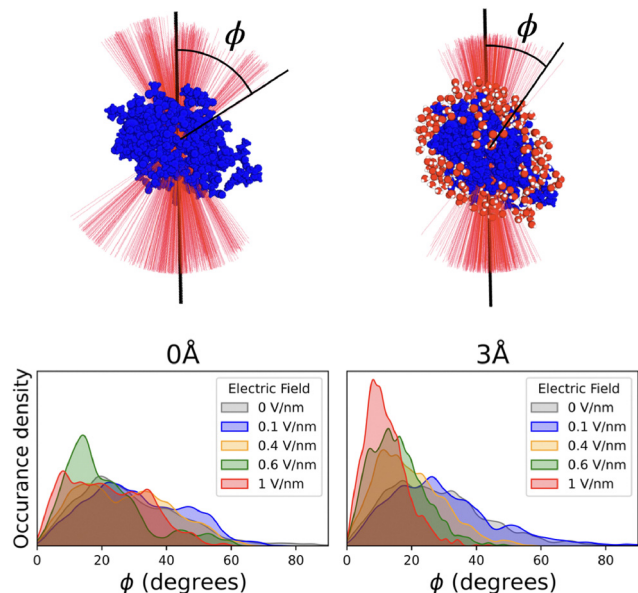 ϕ
ϕ
0Å
3Å
Occurance density
Electric Field
0 V/nm
0.1 V/nm
0.4 V/nm
0.6 V/nm
1 V/nm
Electric Field
0 V/nm
0.1 V/nm
0.4 V/nm
0.6 V/nm
1 V/nm
0 20 40 60 80
0 20 40 60 80
ϕ (degrees)
ϕ (degrees)